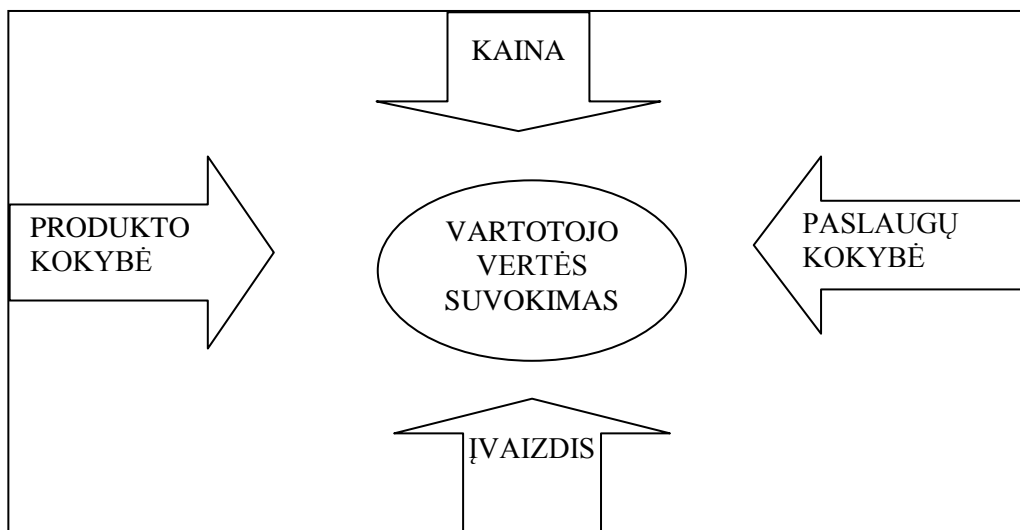 KAINA
PRODUKTO
KOKYBĖ
VARTOTOJO
VERTĖS
SUVOKIMAS
PASLAUGŲ
KOKYBĖ
ĮVAIZDIS